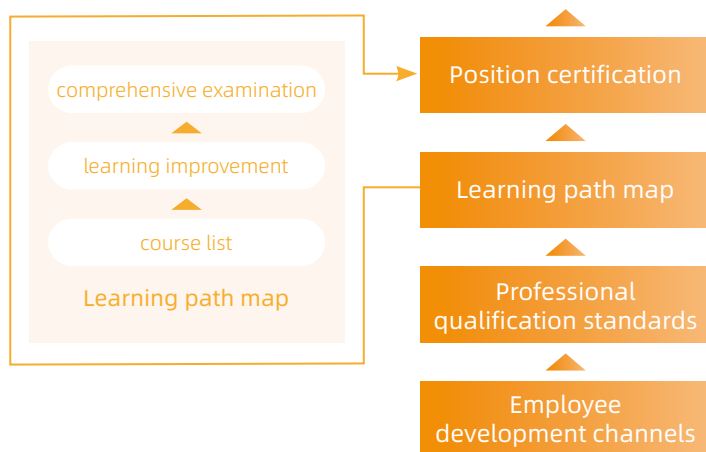 comprehensive examination
learning improvement
course list
Learning path map
Position certification
Learning path map
Professional
qualification standards
Employee
development channels